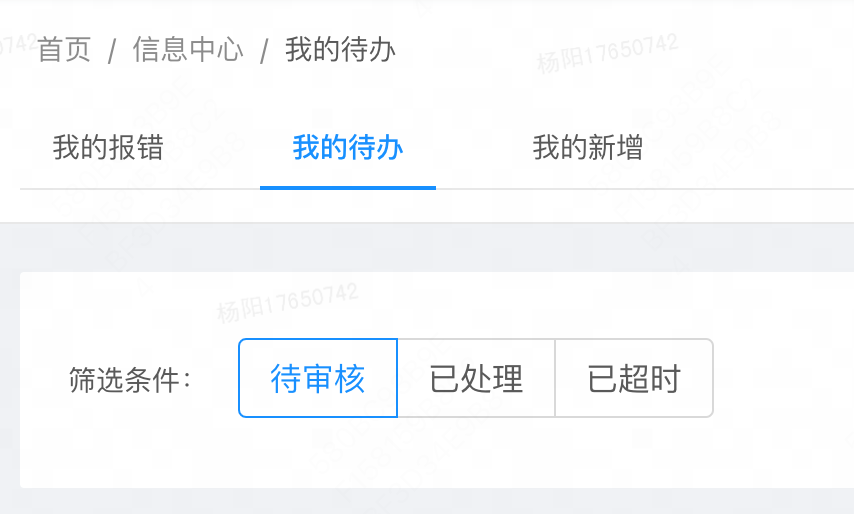 首页 / 信息中心 / 我的待办
杨阳17650742
我的报错 我的待办 我的新增
杨阳17650742
筛选条件： 待审核 已处理 已超时